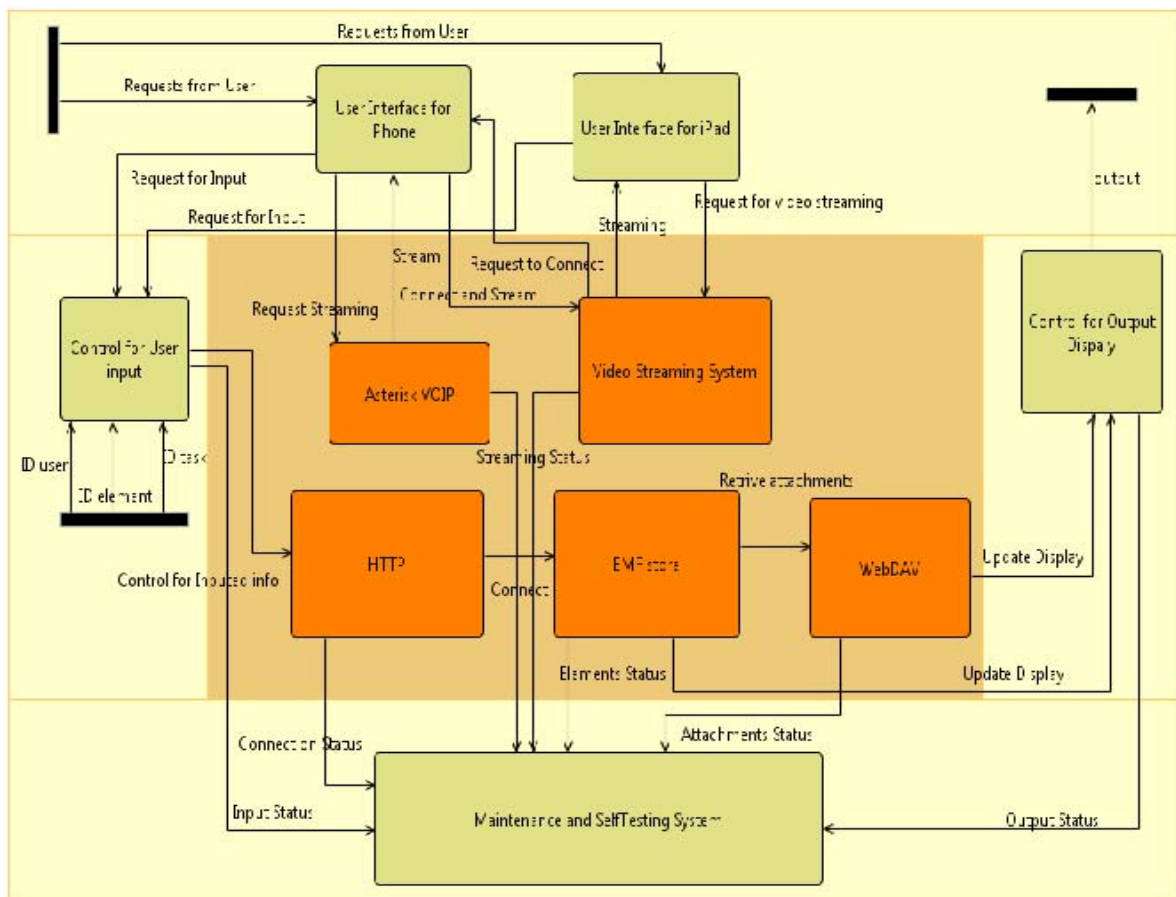 Requests from User
Requests from User
User Interface for
Phone
User Interface for iPad
Request for Input
Request for Input
Request for video streaming
output
Streaming
Stream
Request to Connect
Connect and Stream
Request Streaming
Control for User
input
Asterisk VOIP
Video Streaming System
Control for Output
Dispaly
ID user
ID task
ID element
Streaming Status
Retrive attachments
HTTP
EMF store
WebDAV
Control for Inputed info
Connect
Update Display
Elements Status
Update Display
Connection Status
Attachments Status
Input Status
Maintenance and SelfTesting System
Output Status